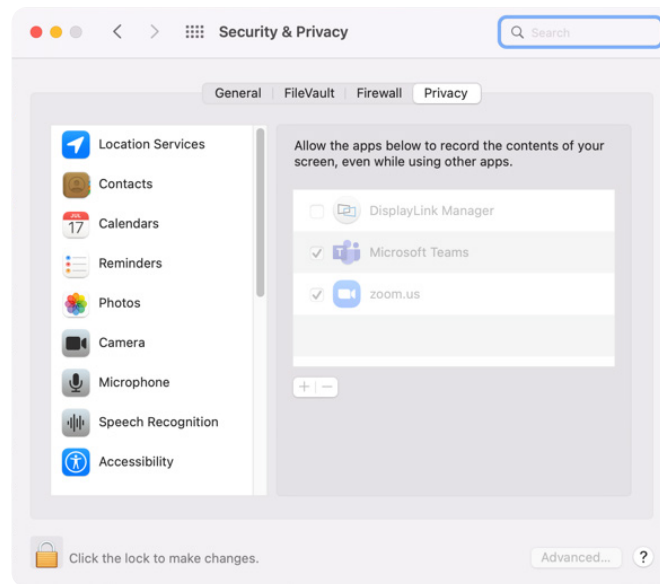 Security & Privacy
Search
General
FileVault
Firewall
Privacy
Location Services
Contacts
JUL
17
Calendars
Reminders
Photos
Camera
Microphone
Speech Recognition
Accessibility
Allow the apps below to record the contents of your
screen, even while using other apps.
DisplayLink Manager
Microsoft Teams
zoom.us
Click the lock to make changes.
Advanced...
?